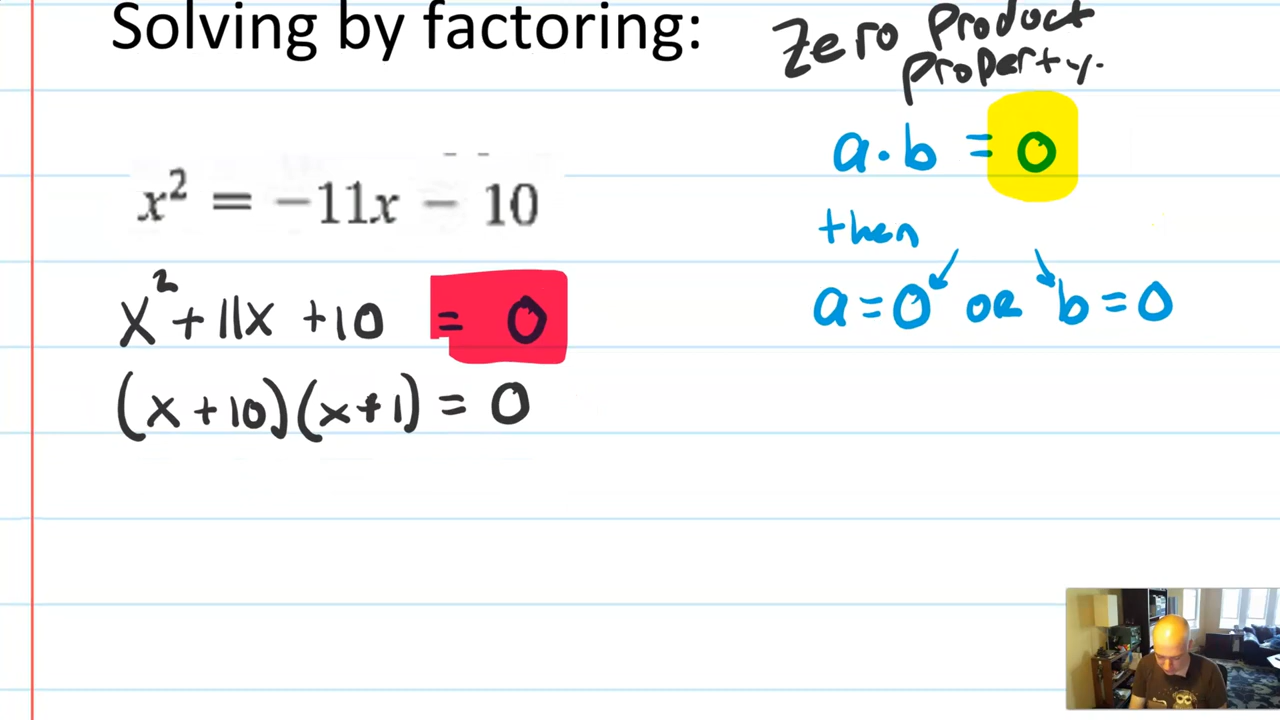 Solving by factoring:
Zero Product
Property.
x² = −11x − 10
a·b = 0
then
x² + 11x + 10 = 0
a = 0 or b = 0
(x + 10)(x + 1) = 0